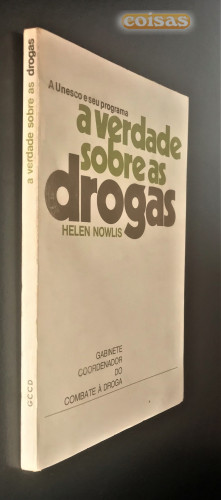 coisas
A Unesco e seu programa
a verdade
sobre as
drogas
HELEN NOWLIS
GABINETE
COORDENADOR
DO
COMBATE À DROGA
a verdade sobre as drogas
GCCD